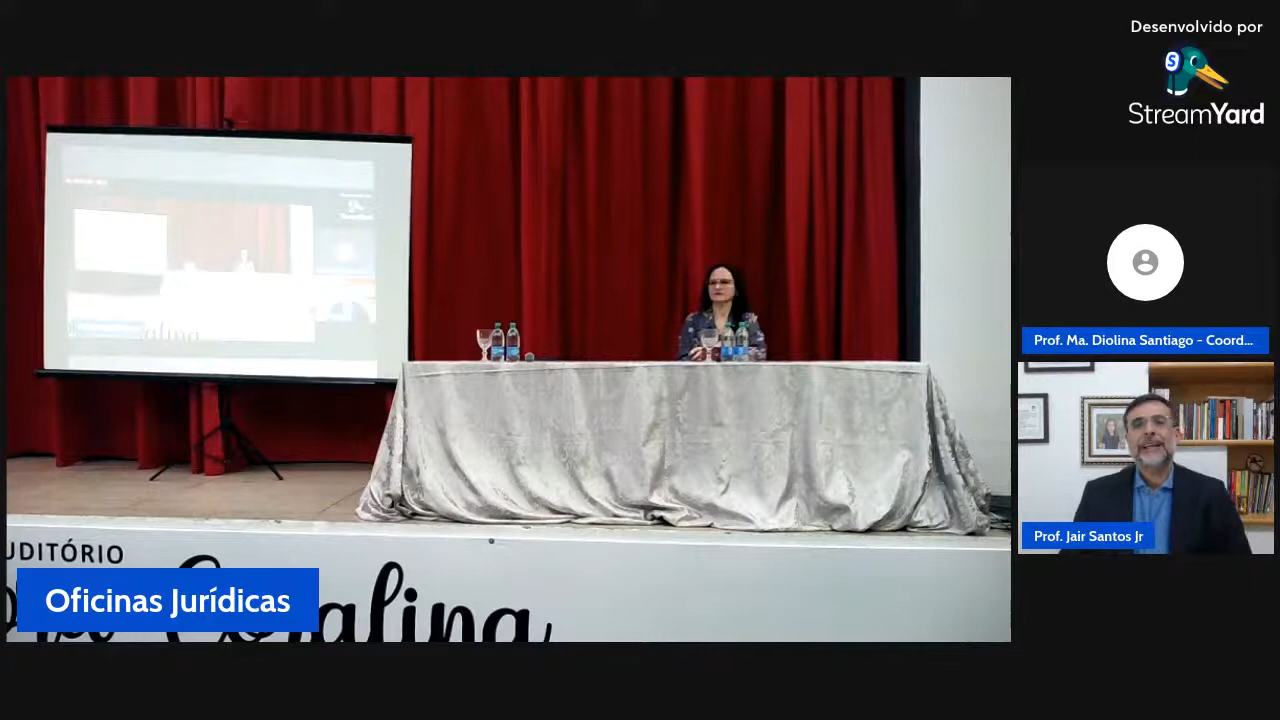 Desenvolvido por
StreamYard
Prof. Ma. Diolina Santiago - Coord...
Prof. Jair Santos Jr
UDITÓRIO
Oficinas Jurídicas